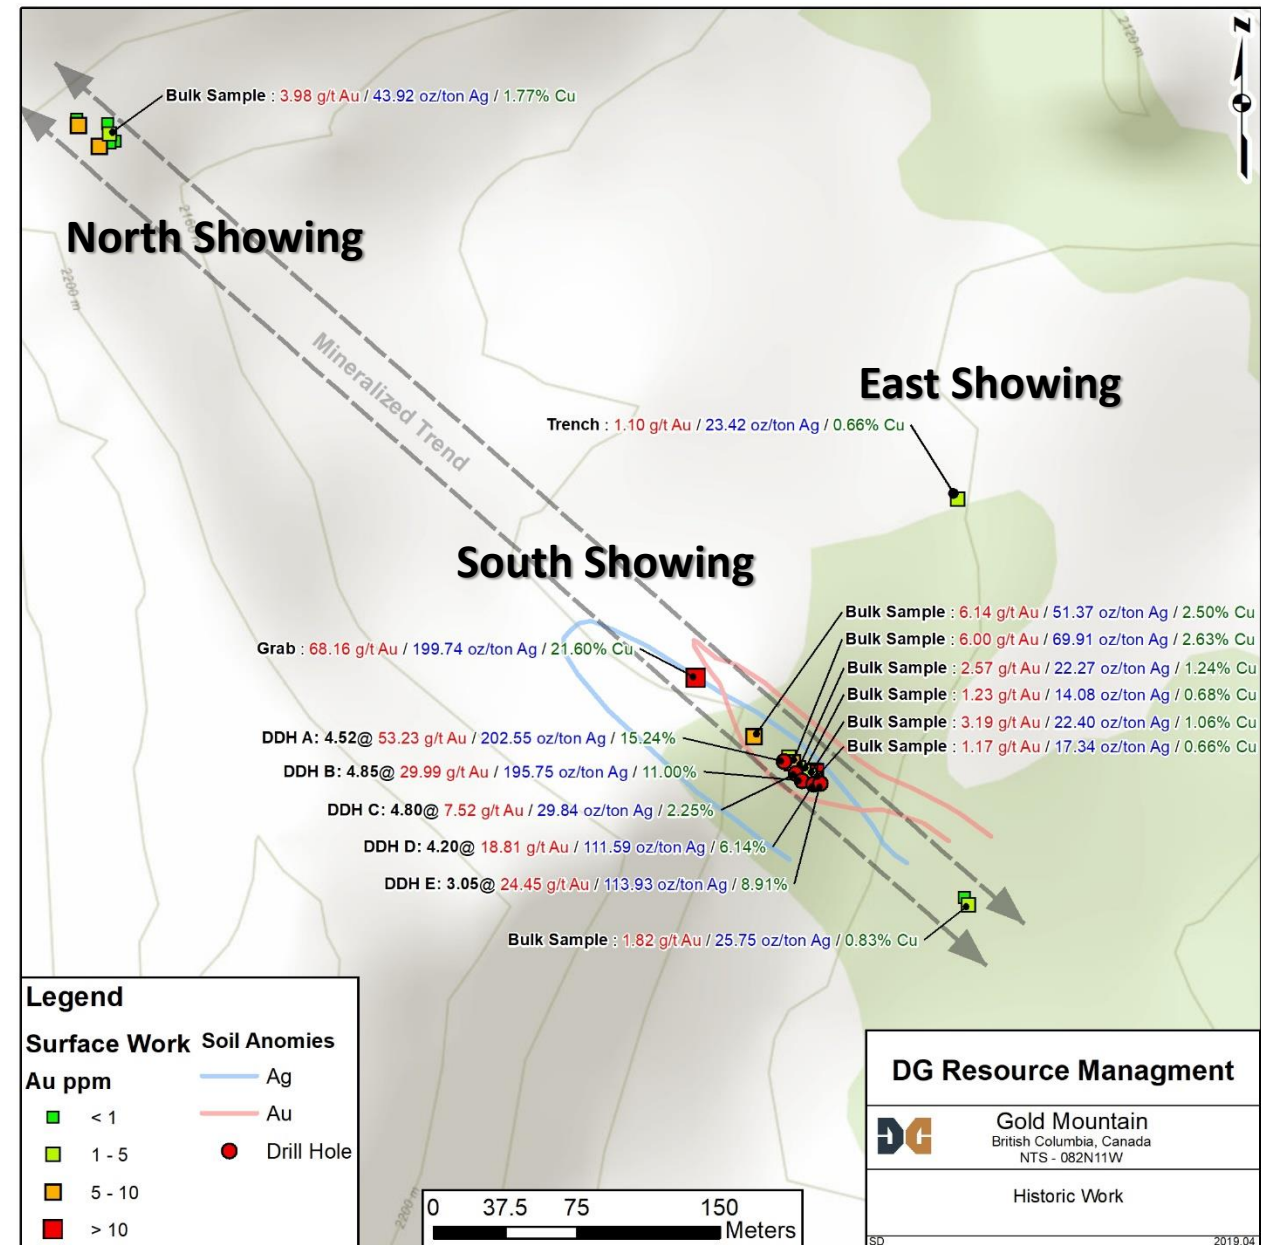 2120 m
N
Bulk Sample : 3.98 g/t Au / 43.92 oz/ton Ag / 1.77% Cu
North Showing
2160 m
2200 m
Mineralized Trend
East Showing
Trench : 1.10 g/t Au / 23.42 oz/ton Ag / 0.66% Cu
South Showing
Bulk Sample : 6.14 g/t Au / 51.37 oz/ton Ag / 2.50% Cu
Bulk Sample : 6.00 g/t Au / 69.91 oz/ton Ag / 2.63% Cu
Grab : 68.16 g/t Au / 199.74 oz/ton Ag / 21.60% Cu
Bulk Sample : 2.57 g/t Au / 22.27 oz/ton Ag / 1.24% Cu
Bulk Sample : 1.23 g/t Au / 14.08 oz/ton Ag / 0.68% Cu
Bulk Sample : 3.19 g/t Au / 22.40 oz/ton Ag / 1.06% Cu
Bulk Sample : 1.17 g/t Au / 17.34 oz/ton Ag / 0.66% Cu
DDH A: 4.52@ 53.23 g/t Au / 202.55 oz/ton Ag / 15.24%
DDH B: 4.85@ 29.99 g/t Au / 195.75 oz/ton Ag / 11.00%
DDH C: 4.80@ 7.52 g/t Au / 29.84 oz/ton Ag / 2.25%
DDH D: 4.20@ 18.81 g/t Au / 111.59 oz/ton Ag / 6.14%
DDH E: 3.05@ 24.45 g/t Au / 113.93 oz/ton Ag / 8.91%
Bulk Sample : 1.82 g/t Au / 25.75 oz/ton Ag / 0.83% Cu
2200 m
Legend
Surface Work
Au ppm
< 1
1 - 5
5 - 10
> 10
Soil Anomies
Ag
Au
Drill Hole
0 37.5 75 150
Meters
DG Resource Managment
DG
Gold Mountain
British Columbia, Canada
NTS - 082N11W
Historic Work
SD 2019.04